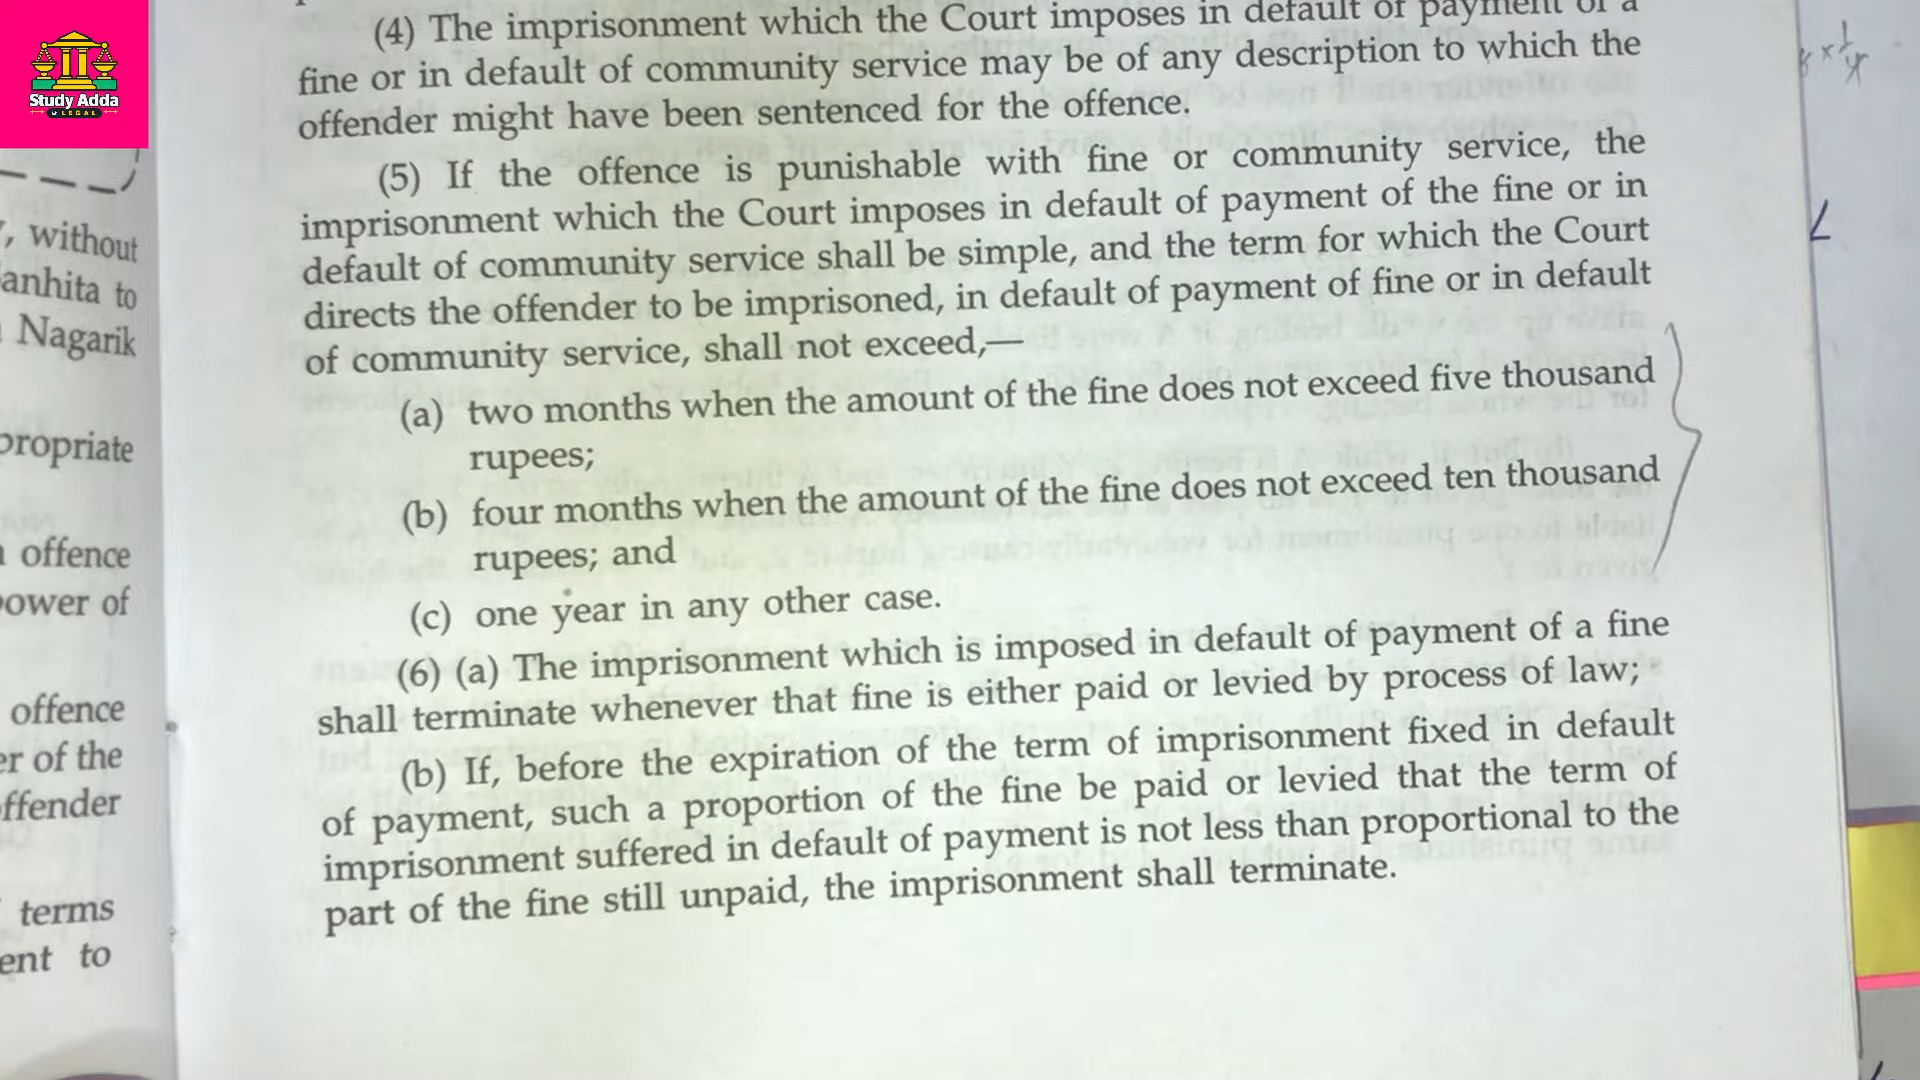 Study Adda
LEGAL
, without
anhita to
Nagarik
propriate
offence
power of
offence
er of the
offender
terms
ent to
(4) The imprisonment which the Court imposes in default of payment of a
fine or in default of community service may be of any description to which the
offender might have been sentenced for the offence.
(5) If the offence is punishable with fine or community service, the
imprisonment which the Court imposes in default of payment of the fine or in
default of community service shall be simple, and the term for which the Court
directs the offender to be imprisoned, in default of payment of fine or in default
of community service, shall not exceed,—
(a) two months when the amount of the fine does not exceed five thousand
rupees;
(b) four months when the amount of the fine does not exceed ten thousand
rupees; and
(c) one year in any other case.
(6) (a) The imprisonment which is imposed in default of payment of a fine
shall terminate whenever that fine is either paid or levied by process of law;
(b) If, before the expiration of the term of imprisonment fixed in default
of payment, such a proportion of the fine be paid or levied that the term of
imprisonment suffered in default of payment is not less than proportional to the
part of the fine still unpaid, the imprisonment shall terminate.